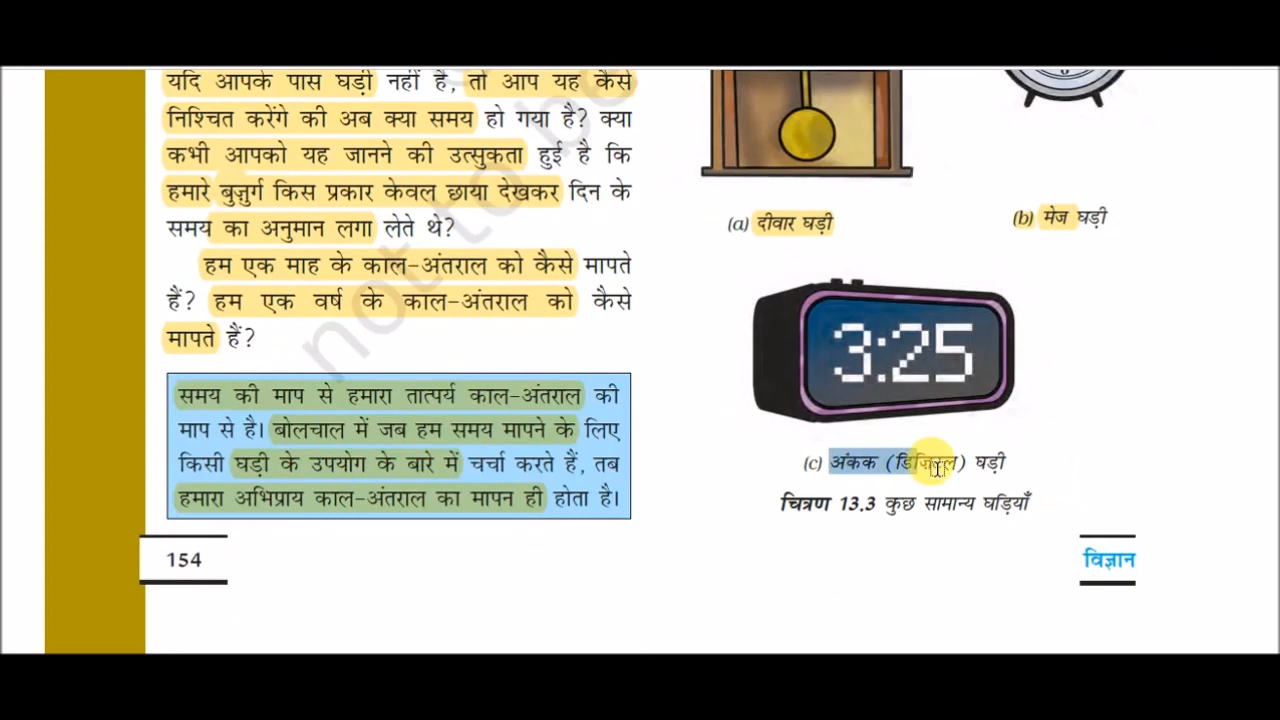 यदि आपके पास घड़ी नहीं है, तो आप यह कैसे
निश्चित करेंगे की अब क्या समय हो गया है? क्या
कभी आपको यह जानने की उत्सुकता हुई है कि
हमारे बुज़ुर्ग किस प्रकार केवल छाया देखकर दिन के
समय का अनुमान लगा लेते थे?
हम एक माह के काल-अंतराल को कैसे मापते
हैं? हम एक वर्ष के काल-अंतराल को कैसे
मापते हैं?
समय की माप से हमारा तात्पर्य काल-अंतराल की
माप से है। बोलचाल में जब हम समय मापने के लिए
किसी घड़ी के उपयोग के बारे में चर्चा करते हैं, तब
हमारा अभिप्राय काल-अंतराल का मापन ही होता है।
154
(a) दीवार घड़ी
(b) मेज घड़ी
3:25
(c) अंकक (डिजिटल) घड़ी
चित्रण 13.3 कुछ सामान्य घड़ियाँ
विज्ञान
not to be